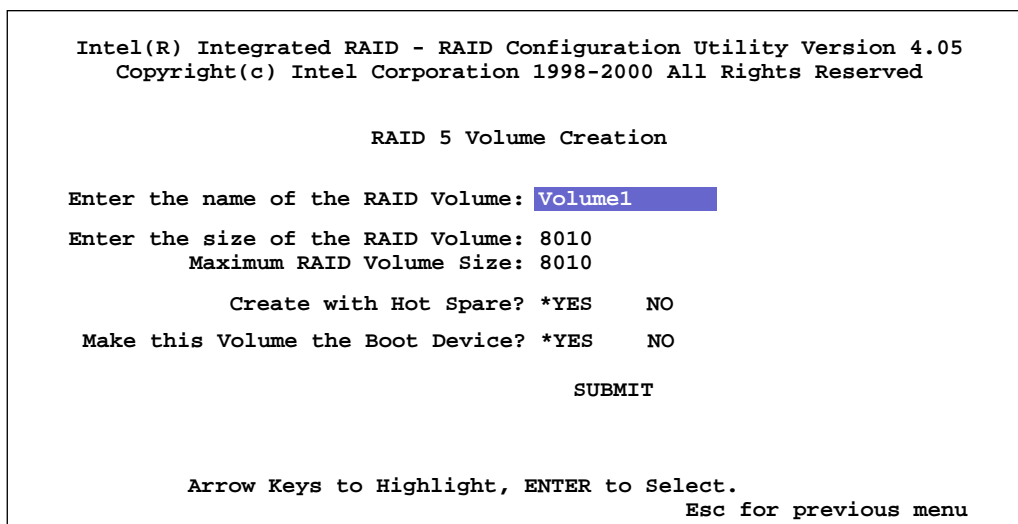 Intel(R) Integrated RAID - RAID Configuration Utility Version 4.05
Copyright(c) Intel Corporation 1998-2000 All Rights Reserved
RAID 5 Volume Creation
Enter the name of the RAID Volume: Volume1
Enter the size of the RAID Volume: 8010
Maximum RAID Volume Size: 8010
Create with Hot Spare? *YES NO
Make this Volume the Boot Device? *YES NO
SUBMIT
Arrow Keys to Highlight, ENTER to Select.
Esc for previous menu